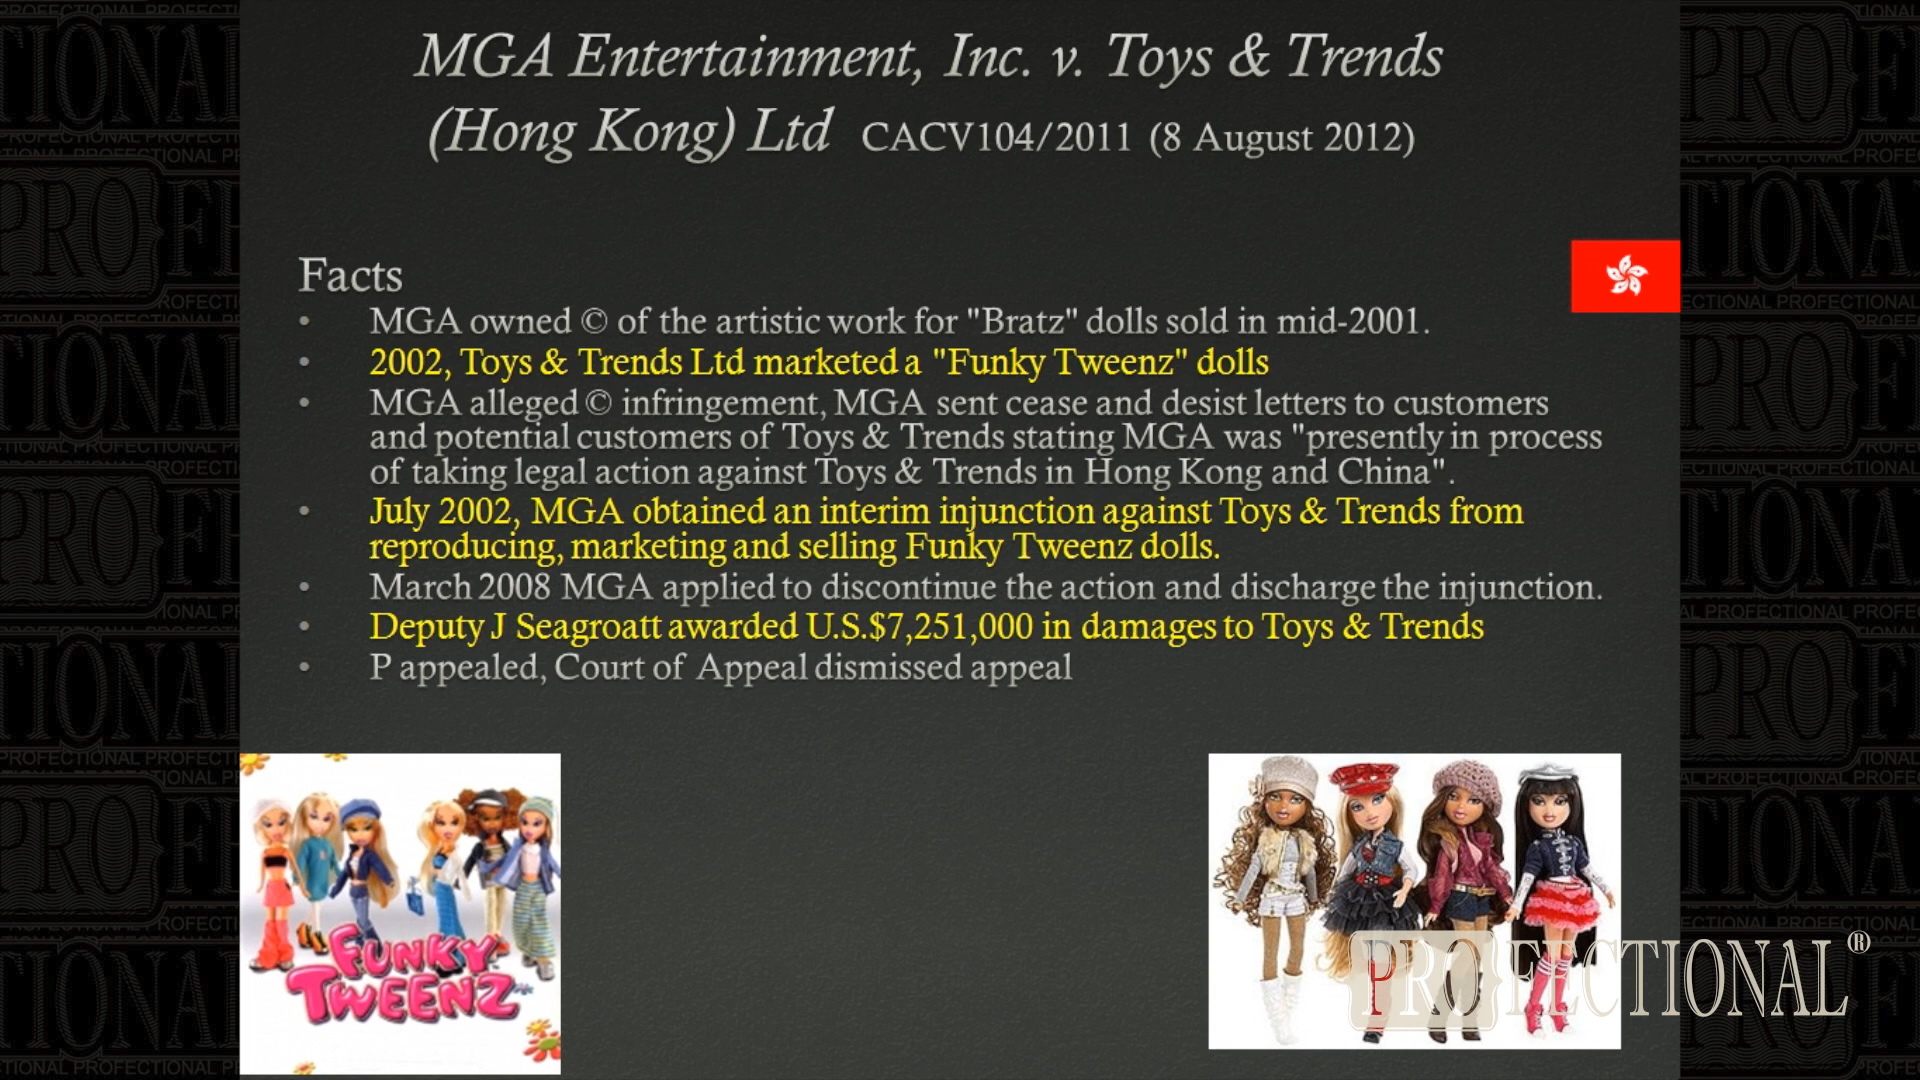 MGA Entertainment, Inc. v. Toys & Trends
(Hong Kong) Ltd CACV104/2011 (8 August 2012)
Facts
• MGA owned © of the artistic work for "Bratz" dolls sold in mid-2001.
• 2002, Toys & Trends Ltd marketed a "Funky Tweenz" dolls
• MGA alleged © infringement, MGA sent cease and desist letters to customers
and potential customers of Toys & Trends stating MGA was "presently in process
of taking legal action against Toys & Trends in Hong Kong and China".
• July 2002, MGA obtained an interim injunction against Toys & Trends from
reproducing, marketing and selling Funky Tweenz dolls.
• March 2008 MGA applied to discontinue the action and discharge the injunction.
• Deputy J Seagroatt awarded U.S.$7,251,000 in damages to Toys & Trends
• P appealed, Court of Appeal dismissed appeal
FUNKY
TWEENZ
PROFECTIONAL®